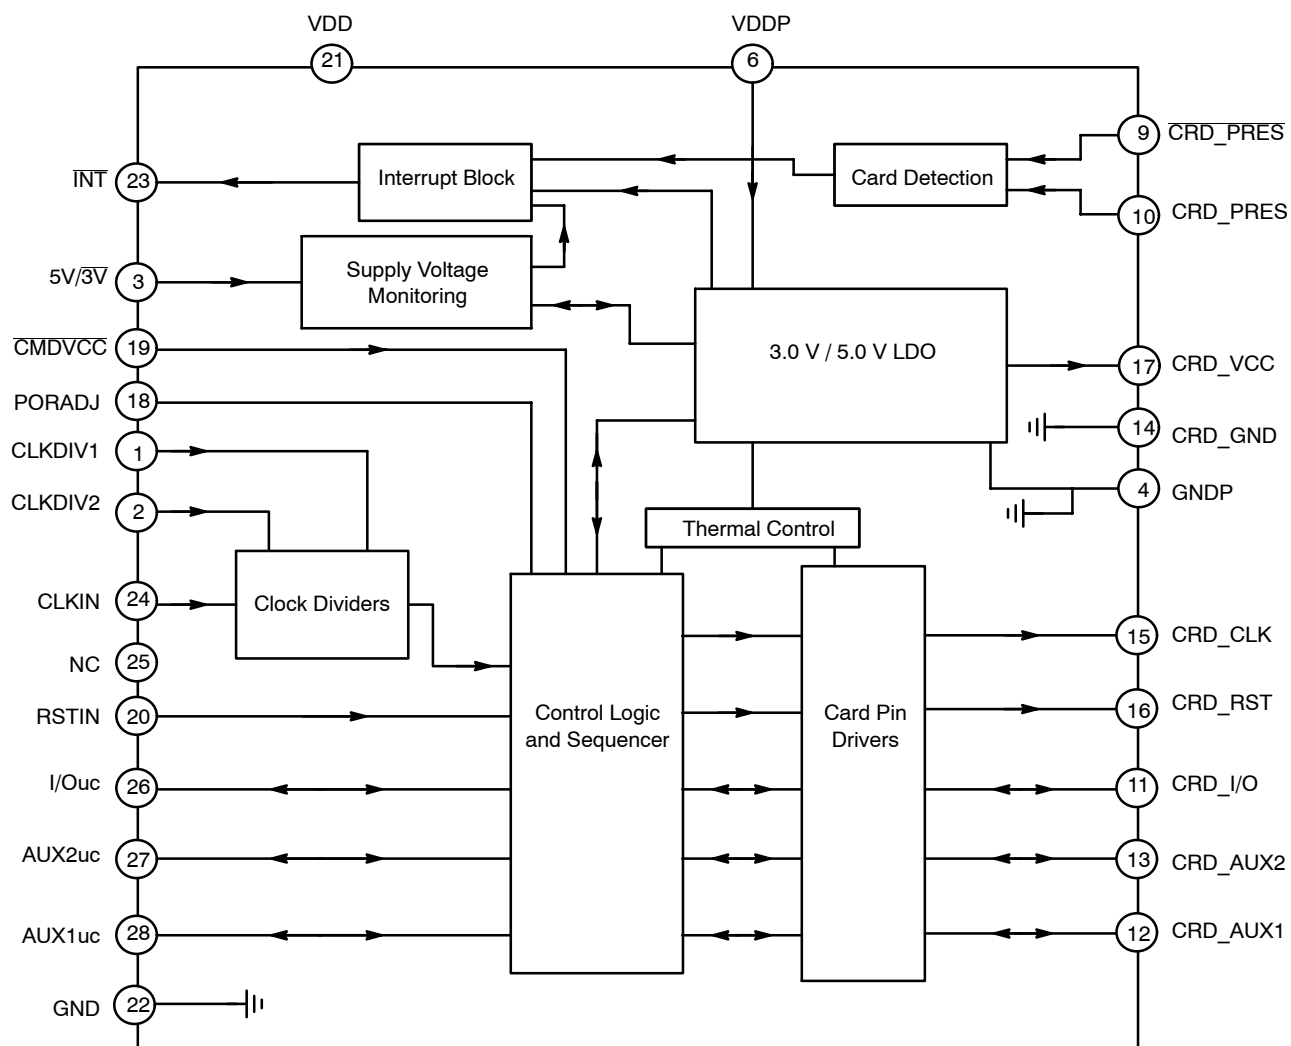 VDD
VDDP
21
6
INT
23
Interrupt Block
Card Detection
9
CRD_PRES
10
CRD_PRES
5V/3V
3
Supply Voltage
Monitoring
CMDVCC
19
3.0 V / 5.0 V LDO
17
CRD_VCC
PORADJ
18
14
CRD_GND
CLKDIV1
1
4
GNDP
CLKDIV2
2
Thermal Control
CLKIN
24
Clock Dividers
15
CRD_CLK
NC
25
RSTIN
20
Control Logic
and Sequencer
Card Pin
Drivers
16
CRD_RST
I/Ouc
26
11
CRD_I/O
AUX2uc
27
13
CRD_AUX2
AUX1uc
28
12
CRD_AUX1
GND
22